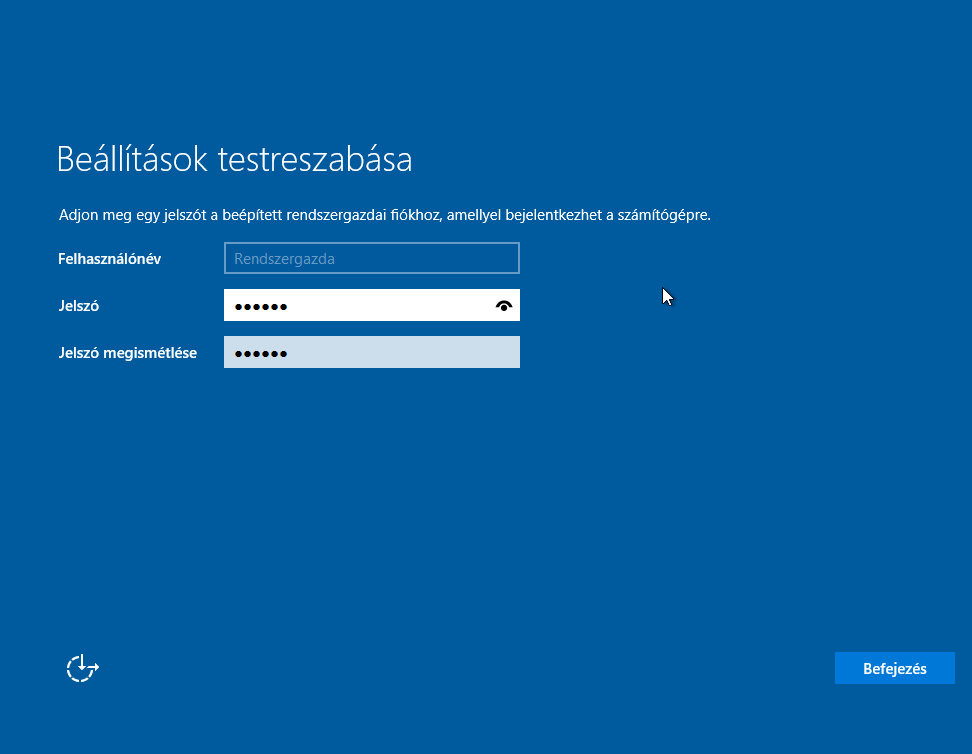 Beállítások testreszabása
Adjon meg egy jelszót a beépített rendszergazdai fiókhoz, amellyel bejelentkezhet a számítógépre.
Felhasználónév Rendszergazda
Jelszó ●●●●●●
Jelszó megismétlése ●●●●●●
Befejezés